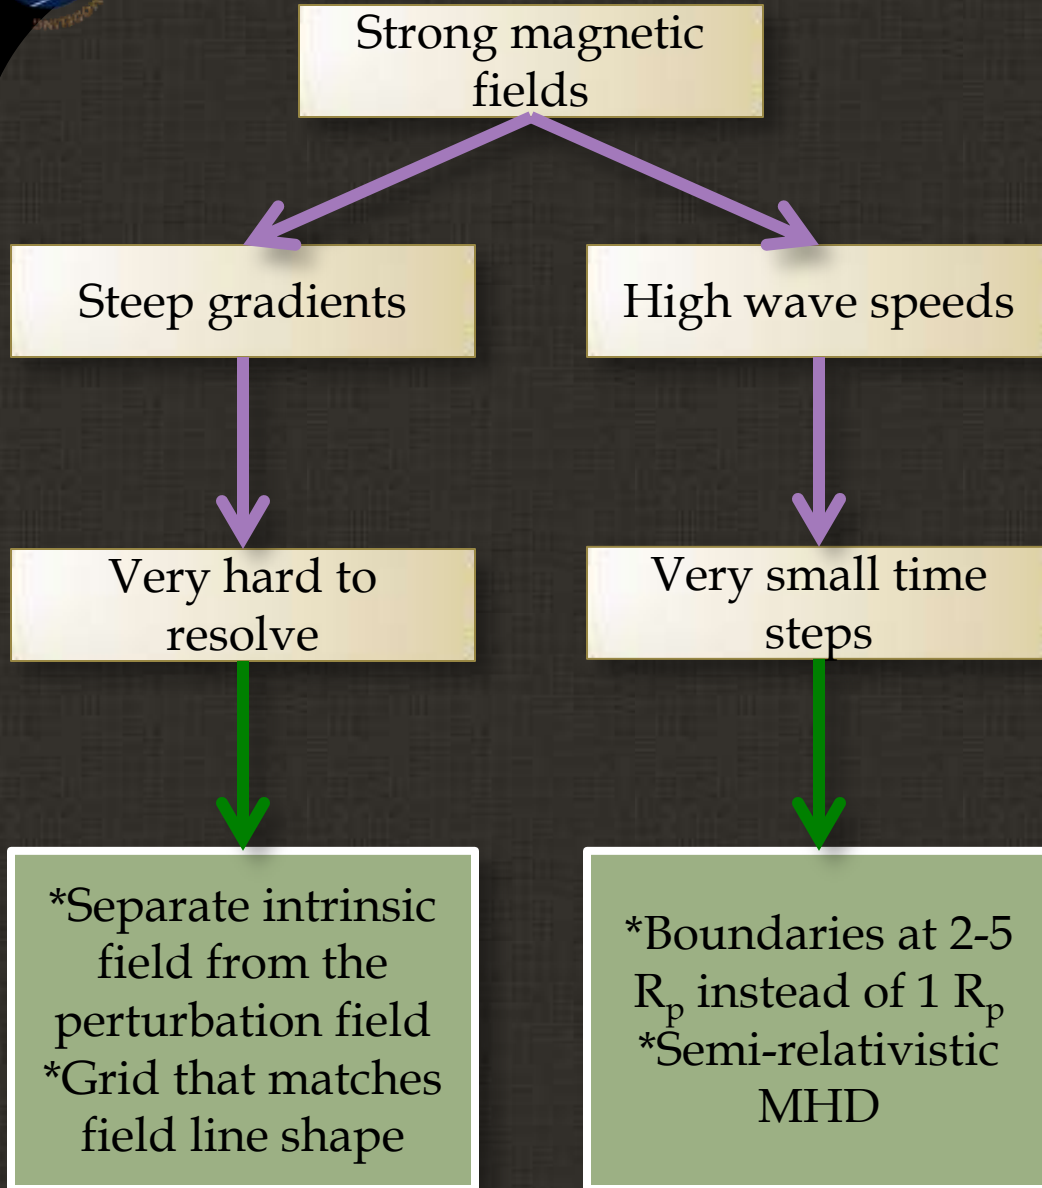 Strong magnetic
fields
Steep gradients
High wave speeds
Very hard to
resolve
Very small time
steps
*Separate intrinsic
field from the
perturbation field
*Grid that matches
field line shape
*Boundaries at 2-5
Rₚ instead of 1 Rₚ
*Semi-relativistic
MHD